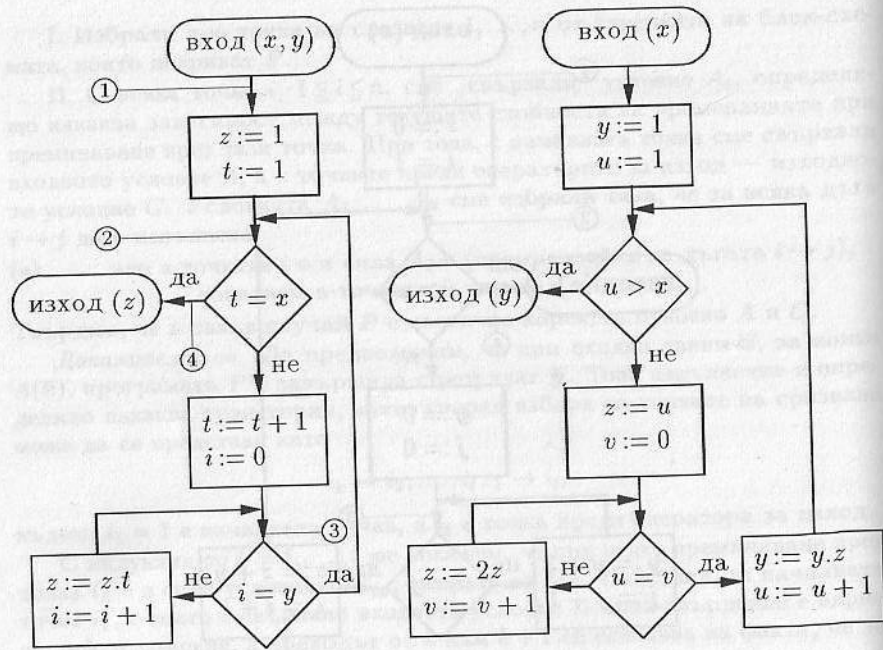 вход (x, y)
①
z := 1
t := 1
②
да
t = x
изход (z)
④
не
t := t + 1
i := 0
③
z := z.t
i := i + 1
не
i = y
да
вход (x)
y := 1
u := 1
да
u > x
изход (y)
не
z := u
v := 0
z := 2z
v := v + 1
не
u = v
да
y := y.z
u := u + 1